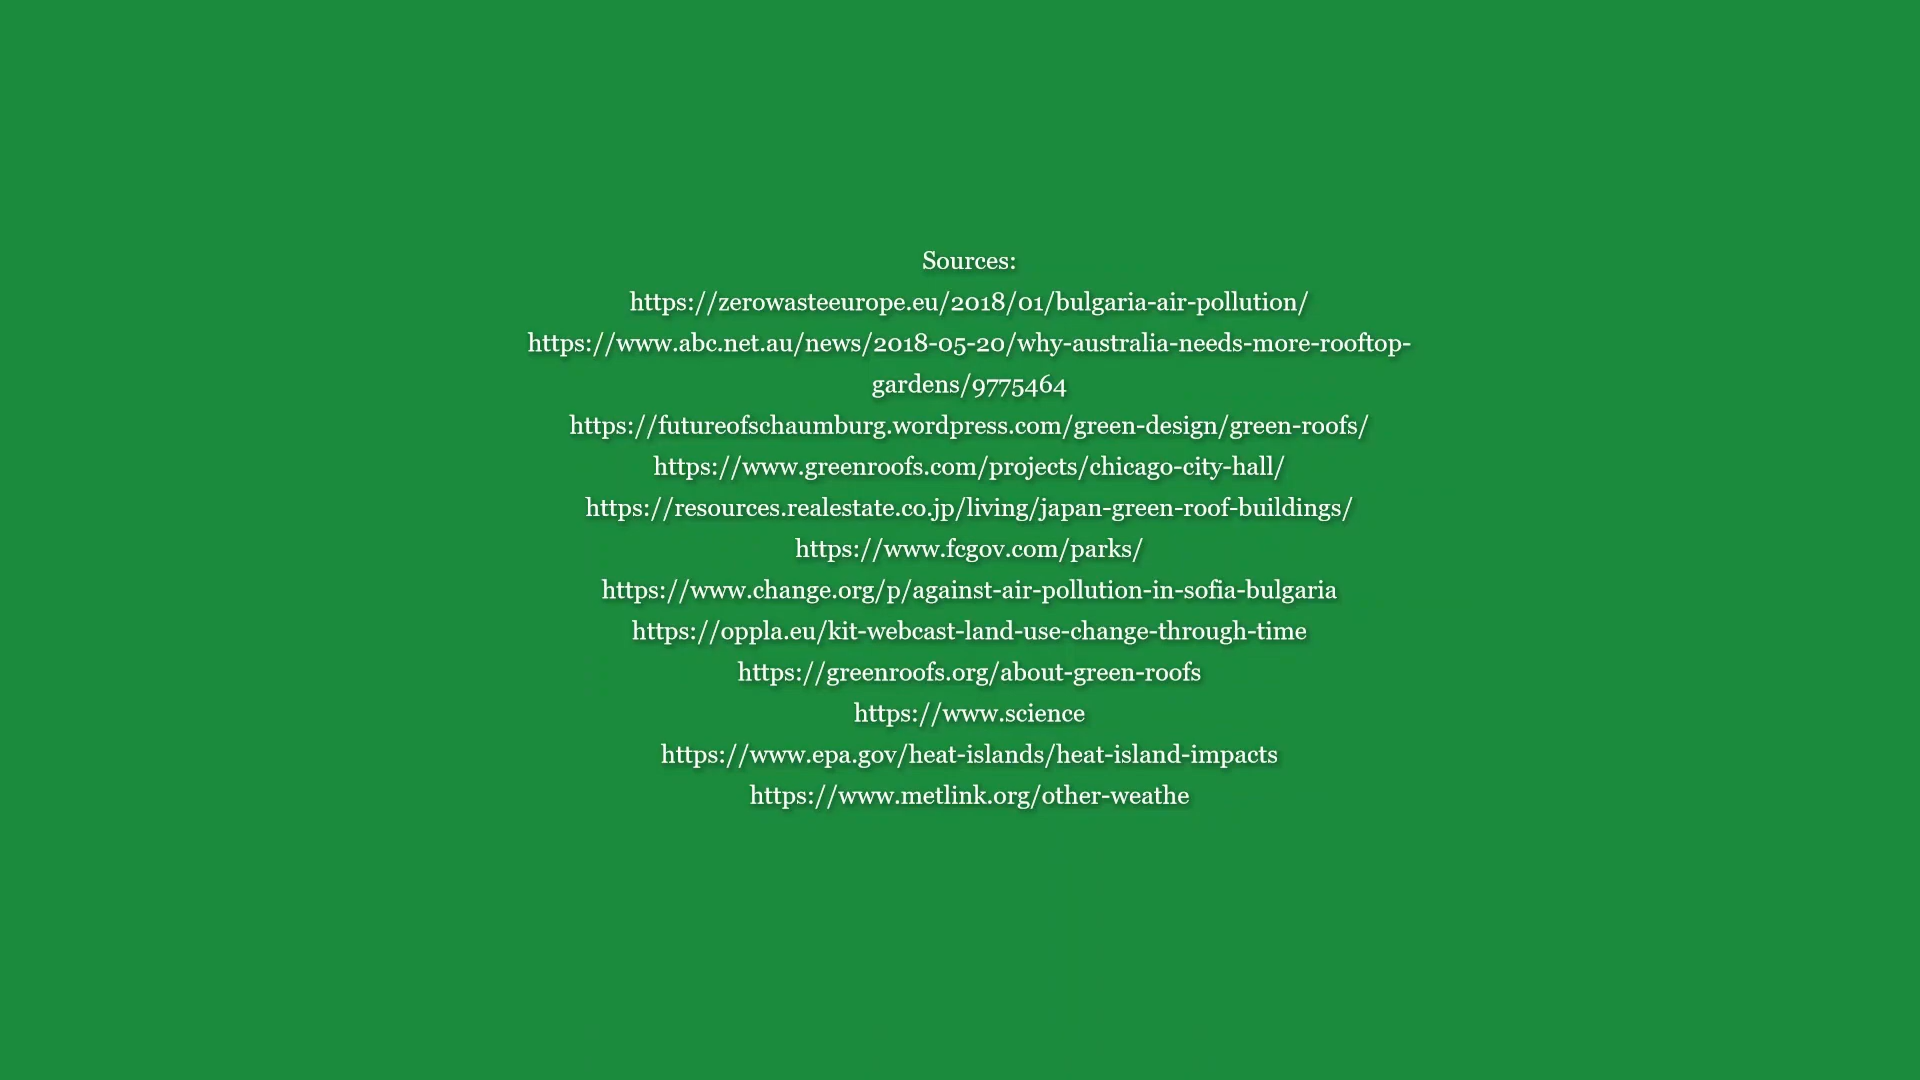 Sources:
https://zerowasteeurope.eu/2018/01/bulgaria-air-pollution/
https://www.abc.net.au/news/2018-05-20/why-australia-needs-more-rooftop-
gardens/9775464
https://futureofschaumburg.wordpress.com/green-design/green-roofs/
https://www.greenroofs.com/projects/chicago-city-hall/
https://resources.realestate.co.jp/living/japan-green-roof-buildings/
https://www.fcgov.com/parks/
https://www.change.org/p/against-air-pollution-in-sofia-bulgaria
https://oppla.eu/kit-webcast-land-use-change-through-time
https://greenroofs.org/about-green-roofs
https://www.science
https://www.epa.gov/heat-islands/heat-island-impacts
https://www.metlink.org/other-weathe